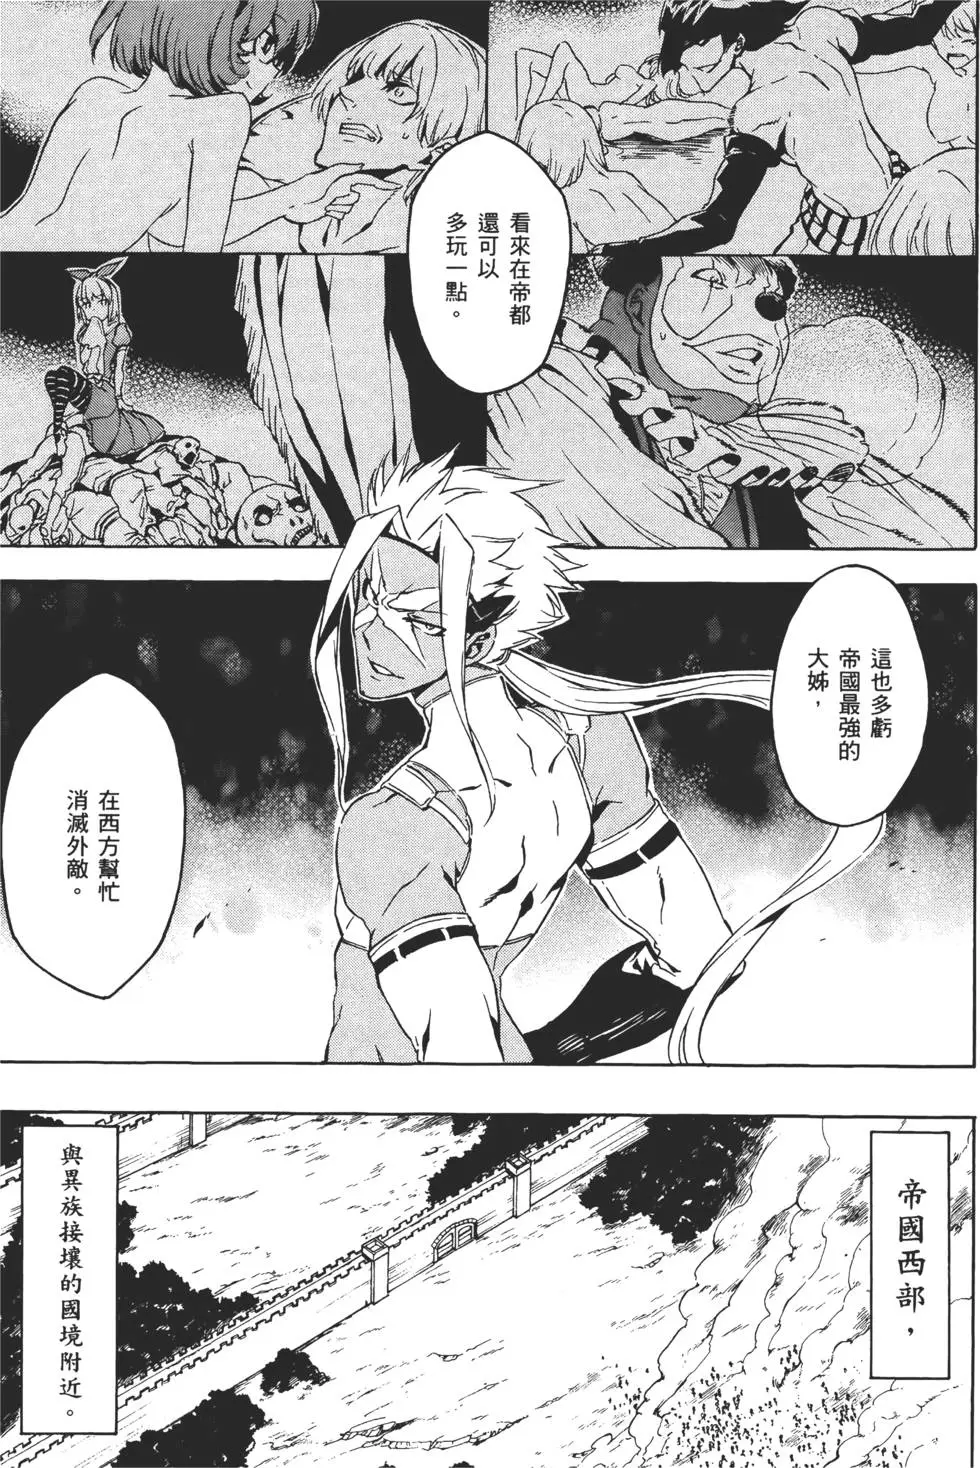 看來在帝都
還可以
多玩一點。
這也多虧
帝國最強的
大姊，
在西方幫忙
消滅外敵。
帝國西部，
與異族接壤的國境附近。